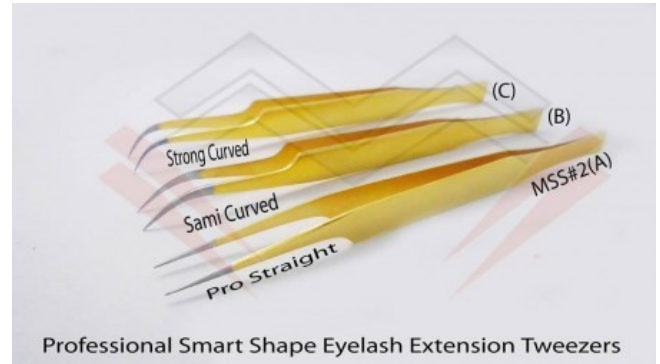 (C)
Strong Curved
(B)
Sami Curved
MSS#2(A)
Pro Straight
Professional Smart Shape Eyelash Extension Tweezers